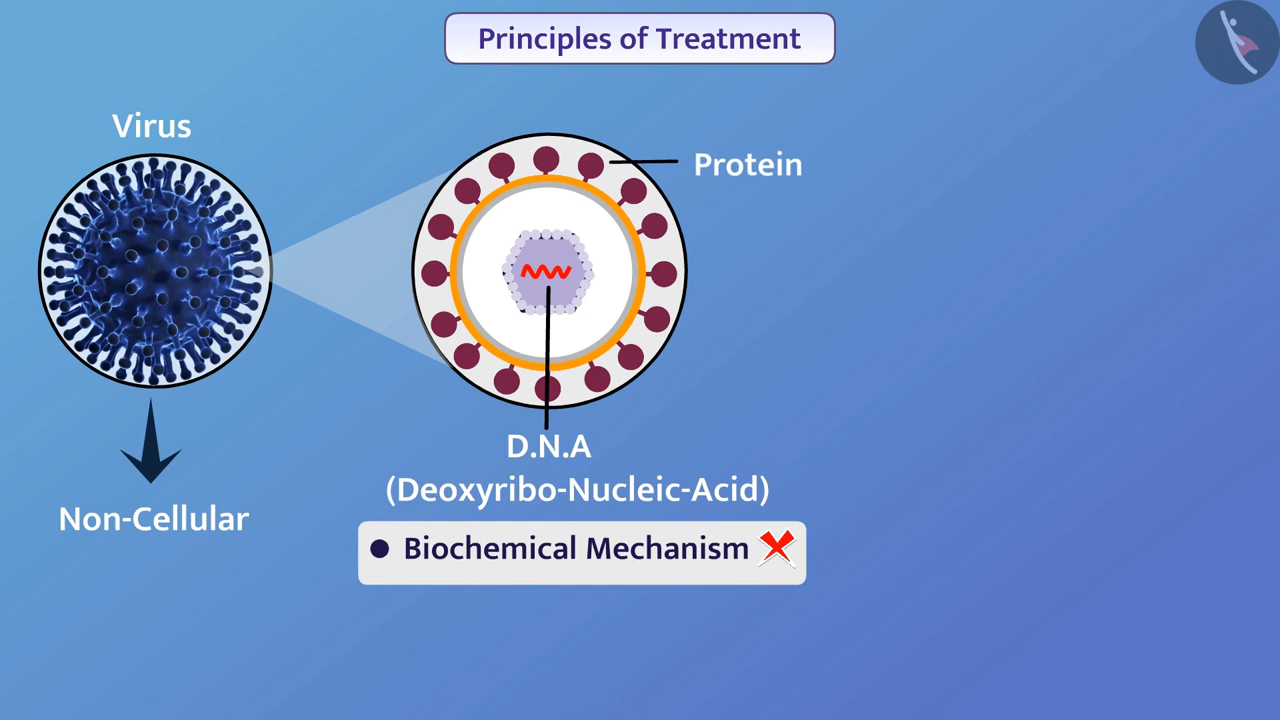 Principles of Treatment
Virus
Protein
D.N.A
(Deoxyribo-Nucleic-Acid)
Non-Cellular
Biochemical Mechanism